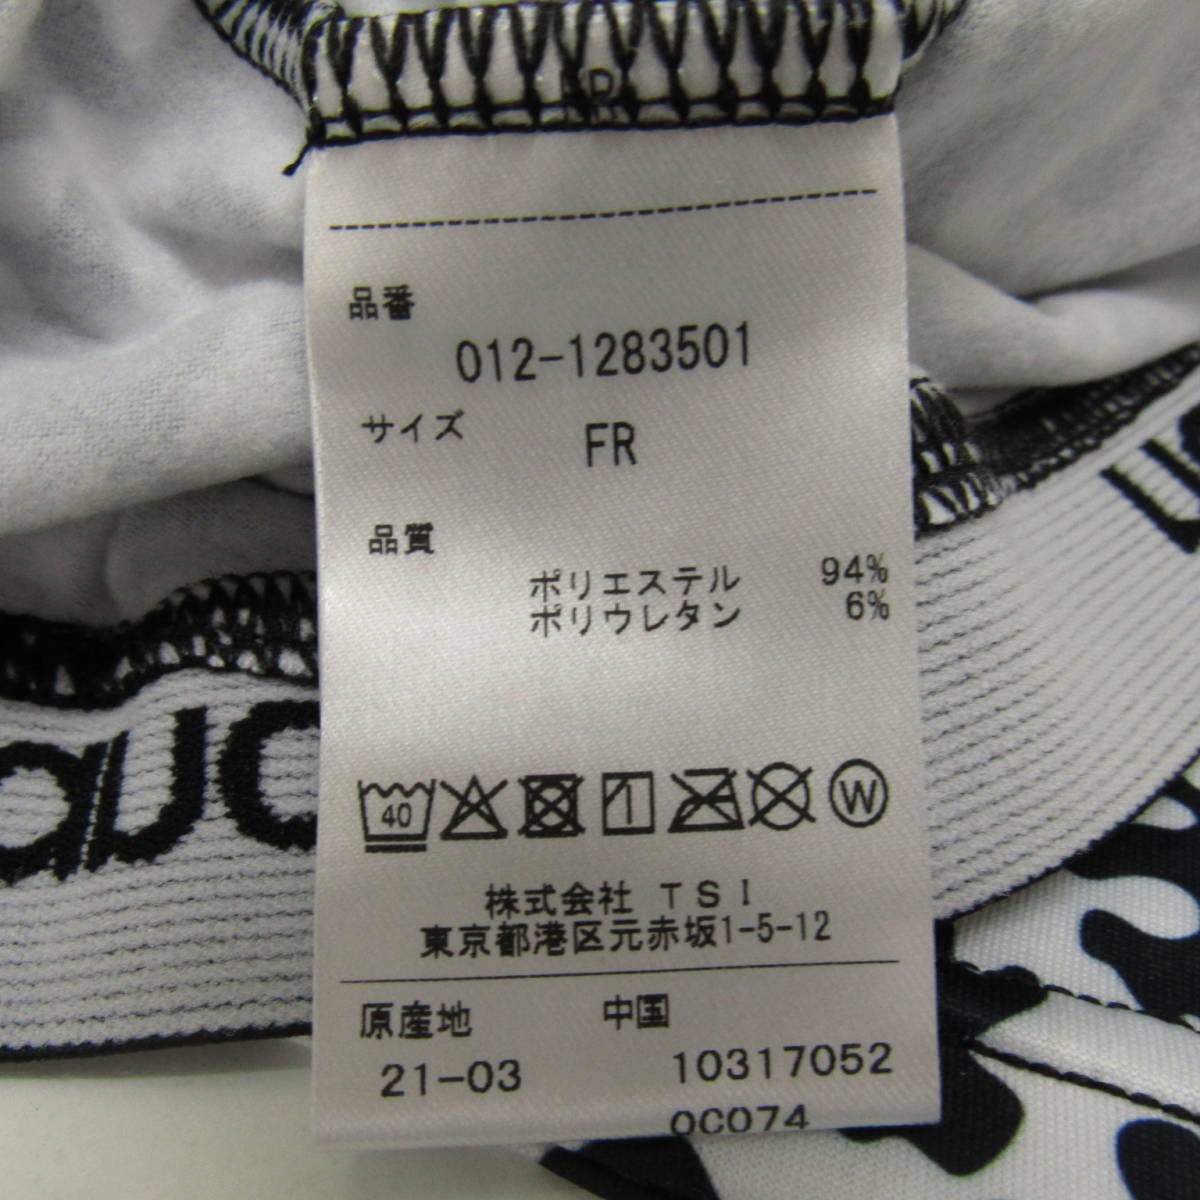 品番
012-1283501
サイズ FR
品質
ポリエステル 94%
ポリウレタン 6%
40 W
株式会社 TSI
東京都港区元赤坂1-5-12
原産地 中国
21-03 10317052
0C074